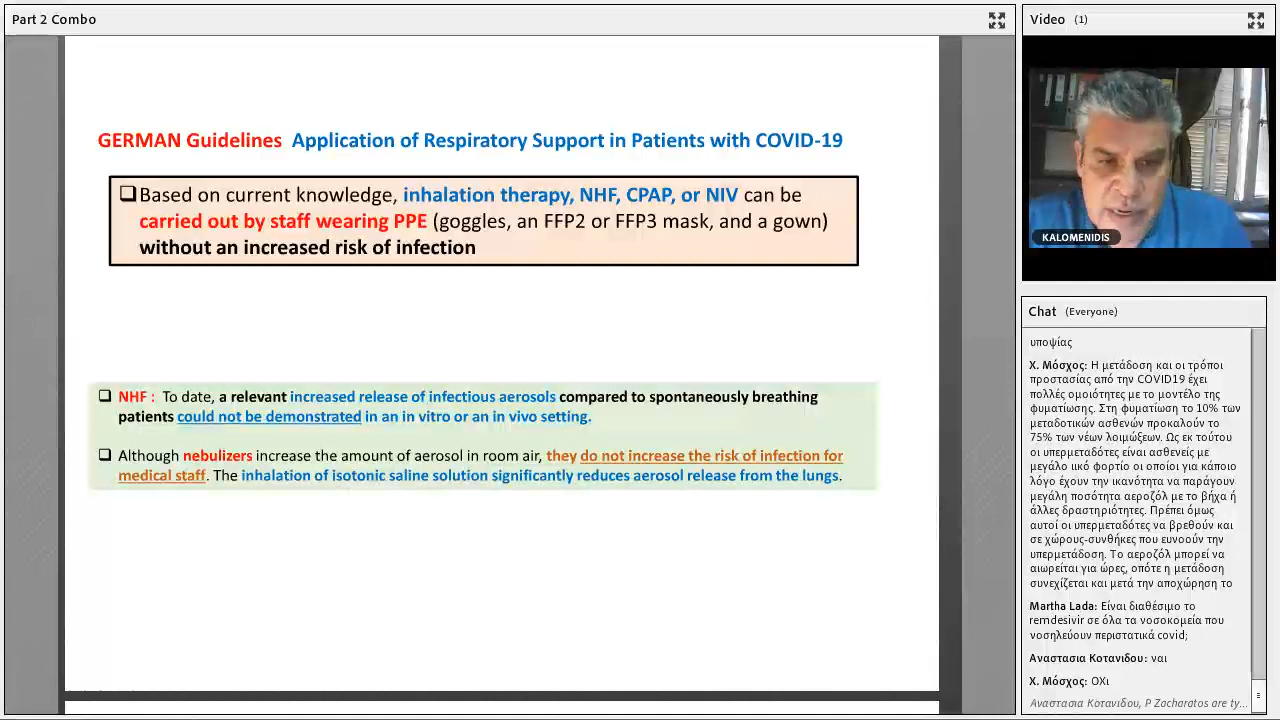 Part 2 Combo
GERMAN Guidelines Application of Respiratory Support in Patients with COVID-19
Based on current knowledge, inhalation therapy, NHF, CPAP, or NIV can be
carried out by staff wearing PPE (goggles, an FFP2 or FFP3 mask, and a gown)
without an increased risk of infection
NHF : To date, a relevant increased release of infectious aerosols compared to spontaneously breathing
patients could not be demonstrated in an in vitro or an in vivo setting.
Although nebulizers increase the amount of aerosol in room air, they do not increase the risk of infection for
medical staff. The inhalation of isotonic saline solution significantly reduces aerosol release from the lungs.
Video (1)
KALOMENIDIS
Chat (Everyone)
υποψίας
Χ. Μόσχος: Η μετάδοση και οι τρόποι
προστασίας από την COVID19 έχει
πολλές ομοιότητες με το μοντέλο της
φυματίωσης. Στη φυματίωση το 10% των
μεταδοτικών ασθενών προκαλούν το
75% των νέων λοιμώξεων. Ως εκ τούτου
οι υπερμεταδότες είναι ασθενείς με
μεγάλο ιικό φορτίο οι οποίοι για κάποιο
λόγο έχουν την ικανότητα να παράγουν
μεγάλη ποσότητα αεροζόλ με το βήχα ή
άλλες δραστηριότητες. Πρέπει όμως
αυτοί οι υπερμεταδότες να βρεθούν και
σε χώρους-συνθήκες που ευνοούν την
υπερμετάδοση. Το αεροζόλ μπορεί να
αιωρείται για ώρες, οπότε η μετάδοση
συνεχίζεται και μετά την αποχώρηση το
Martha Lada: Είναι διαθέσιμο το
remdesivir σε όλα τα νοσοκομεία που
νοσηλεύουν περιστατικά covid;
Αναστασια Κοτανιδου: ναι
Χ. Μόσχος: ΟΧι
Αναστασια Κοτανιδου, P Zacharatos are ty...